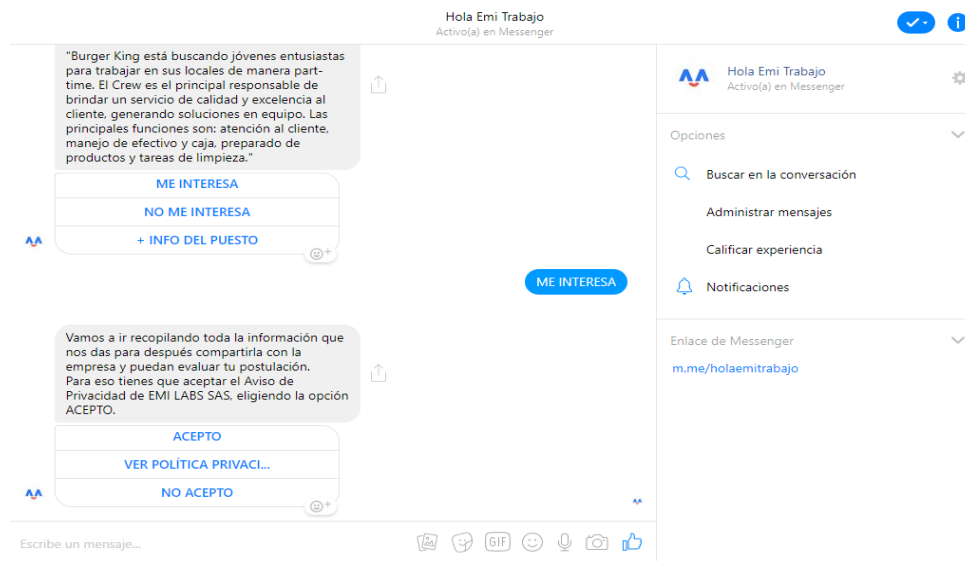 Hola Emi Trabajo
Activo(a) en Messenger
"Burger King está buscando jóvenes entusiastas
para trabajar en sus locales de manera part-
time. El Crew es el principal responsable de
brindar un servicio de calidad y excelencia al
cliente, generando soluciones en equipo. Las
principales funciones son: atención al cliente,
manejo de efectivo y caja, preparado de
productos y tareas de limpieza."
ME INTERESA
NO ME INTERESA
+ INFO DEL PUESTO
ME INTERESA
Vamos a ir recopilando toda la información que
nos das para después compartirla con la
empresa y puedan evaluar tu postulación.
Para eso tienes que aceptar el Aviso de
Privacidad de EMI LABS SAS, eligiendo la opción
ACEPTO.
ACEPTO
VER POLÍTICA PRIVACI...
NO ACEPTO
Escribe un mensaje...
GIF
Hola Emi Trabajo
Activo(a) en Messenger
Opciones
Buscar en la conversación
Administrar mensajes
Calificar experiencia
Notificaciones
Enlace de Messenger
m.me/holaemitrabajo